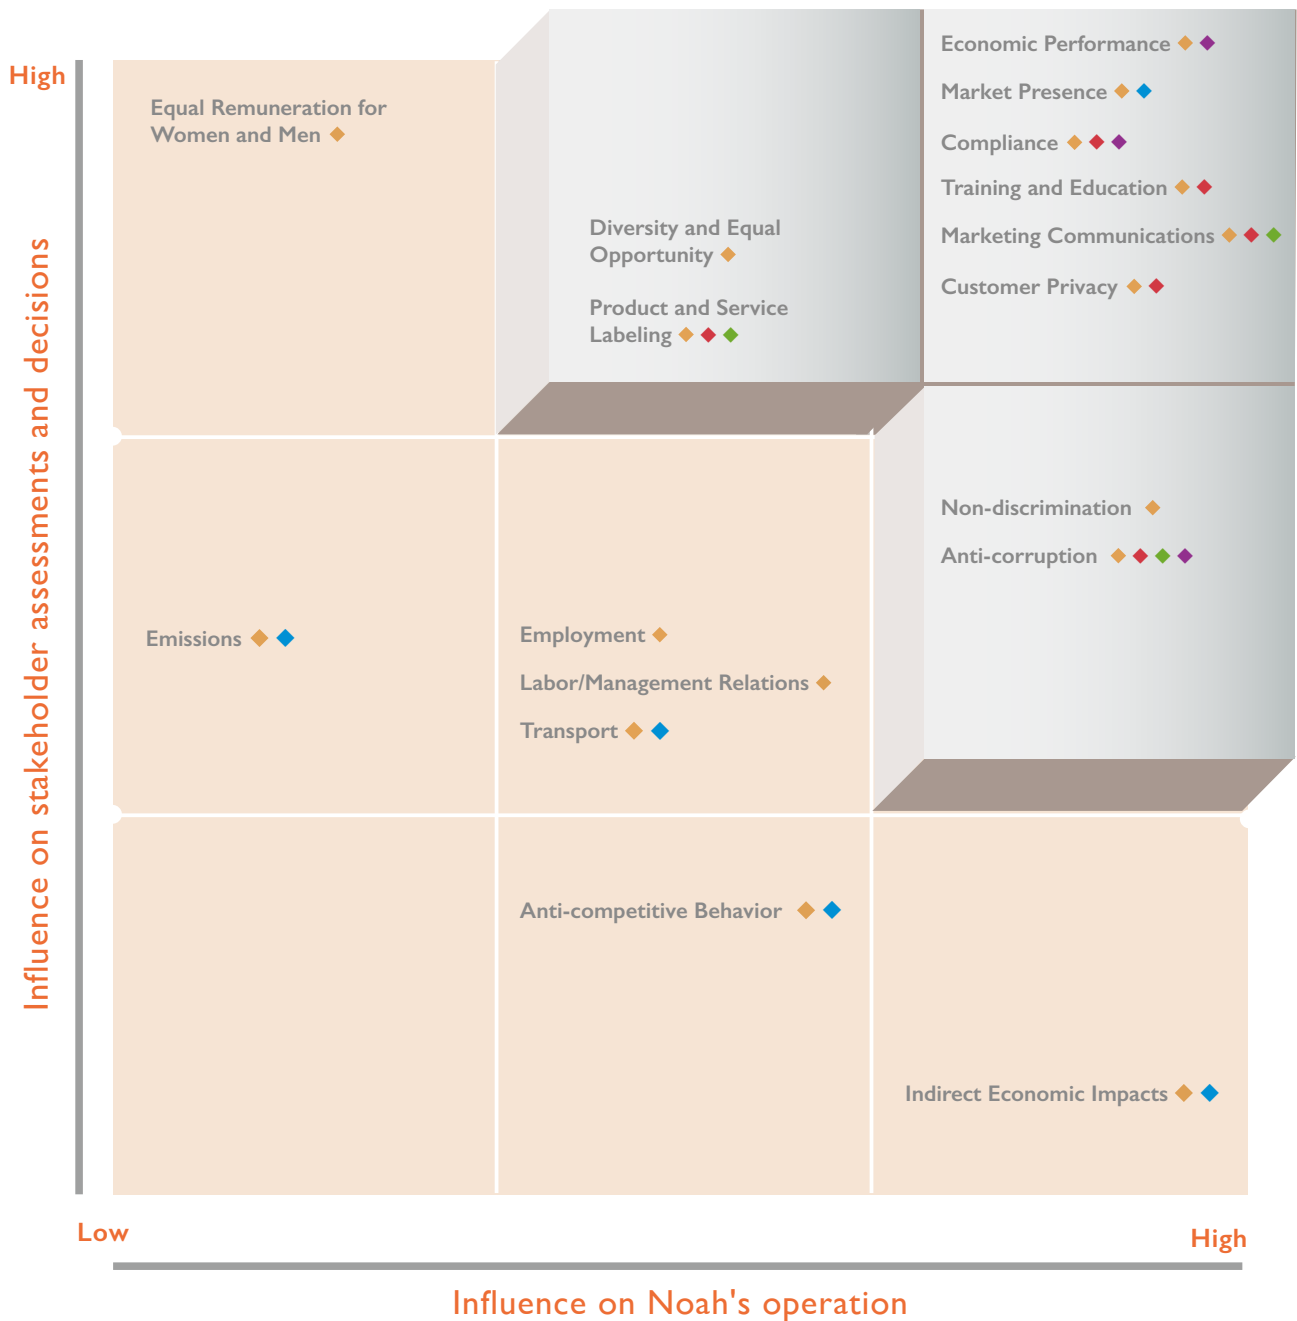 High
Influence on stakeholder assessments and decisions
Equal Remuneration for
Women and Men
Diversity and Equal
Opportunity
Product and Service
Labeling
Economic Performance
Market Presence
Compliance
Training and Education
Marketing Communications
Customer Privacy
Emissions
Employment
Labor/Management Relations
Transport
Non-discrimination
Anti-corruption
Anti-competitive Behavior
Indirect Economic Impacts
Low
High
Influence on Noah's operation